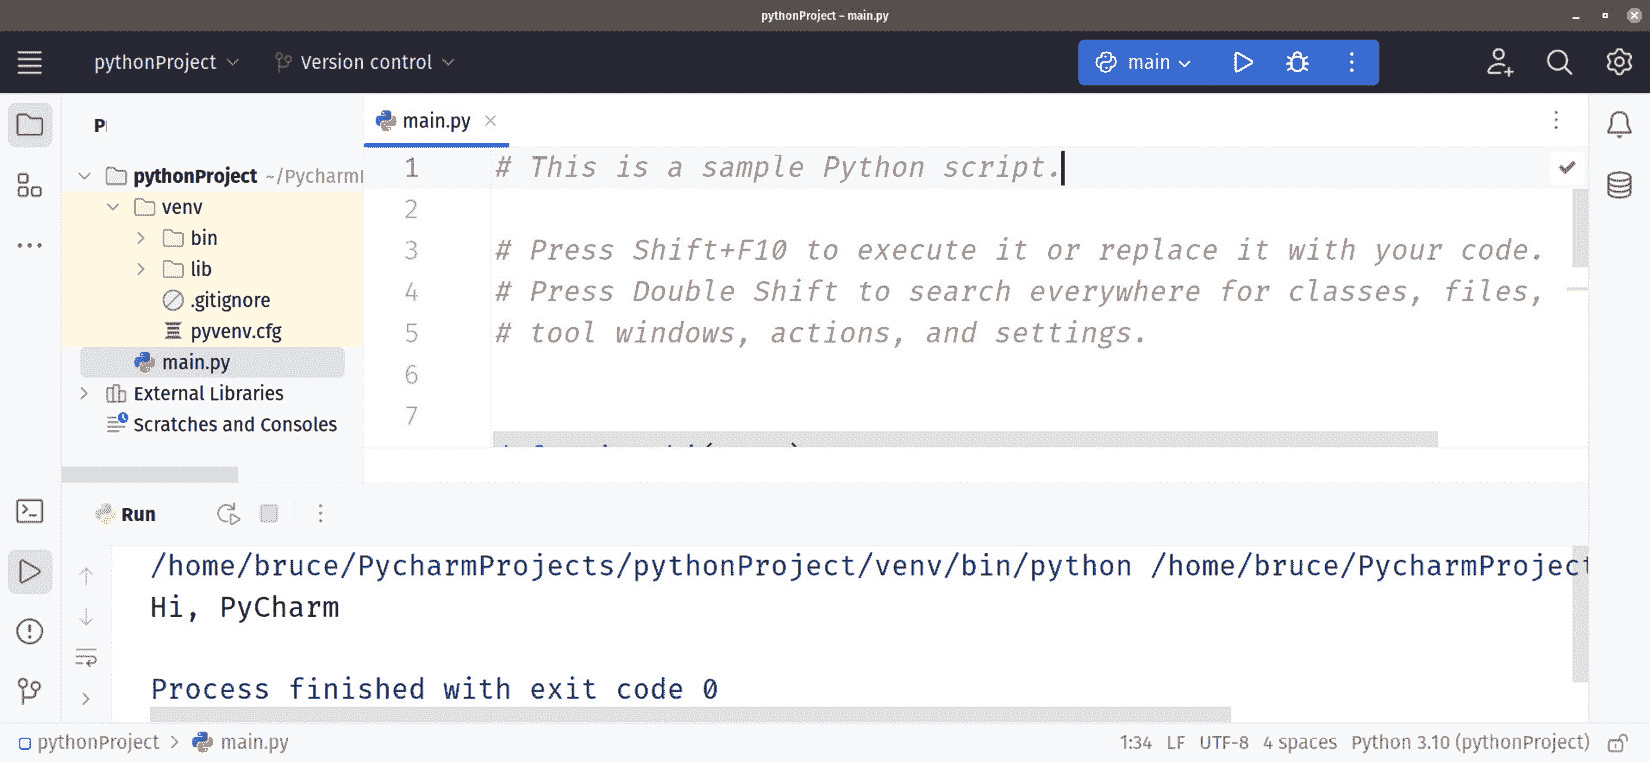 pythonProject – main.py
pythonProject
Version control
main
main.py
pythonProject ~/Pycharm
venv
bin
lib
.gitignore
pyvenv.cfg
main.py
External Libraries
Scratches and Consoles
1 # This is a sample Python script.
2
3 # Press Shift+F10 to execute it or replace it with your code.
4 # Press Double Shift to search everywhere for classes, files,
5 # tool windows, actions, and settings.
6
7
Run
/home/bruce/PycharmProjects/pythonProject/venv/bin/python /home/bruce/PycharmProject
Hi, PyCharm
Process finished with exit code 0
pythonProject > main.py
1:34 LF UTF-8 4 spaces Python 3.10 (pythonProject)